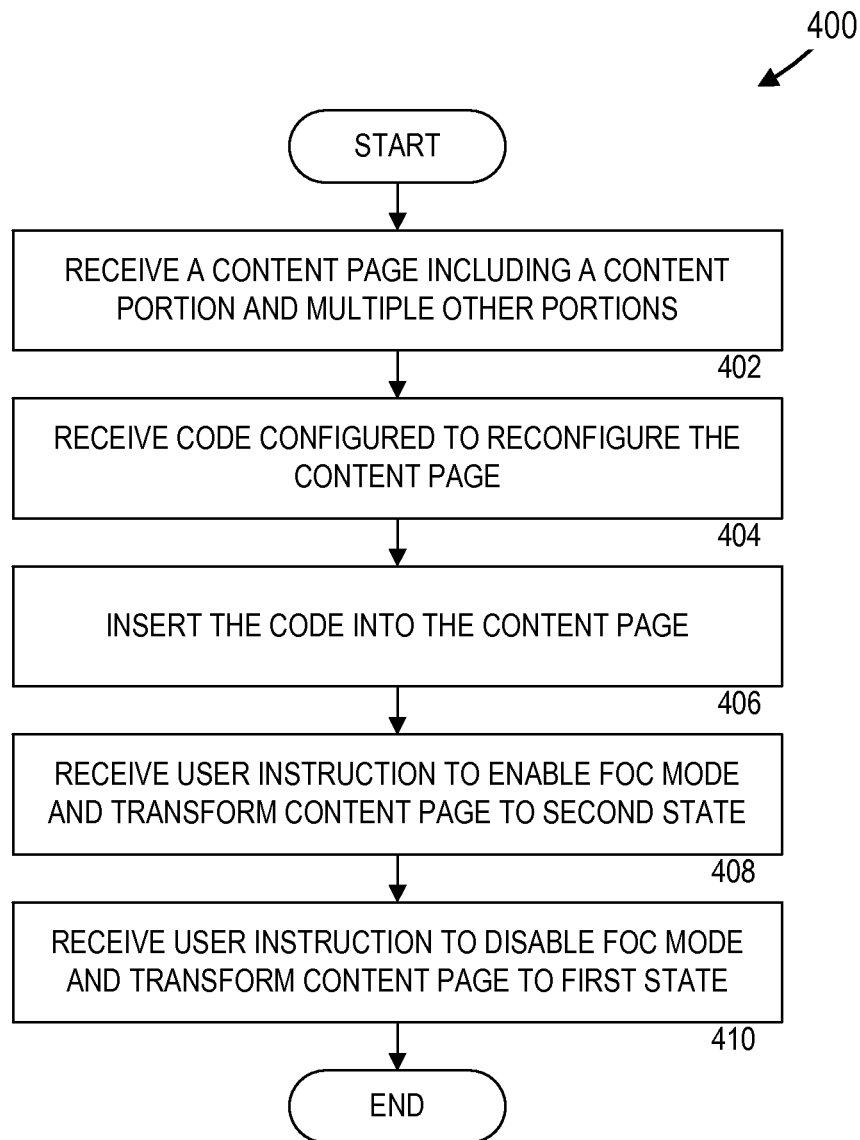 400
START
RECEIVE A CONTENT PAGE INCLUDING A CONTENT
PORTION AND MULTIPLE OTHER PORTIONS
402
RECEIVE CODE CONFIGURED TO RECONFIGURE THE
CONTENT PAGE
404
INSERT THE CODE INTO THE CONTENT PAGE
406
RECEIVE USER INSTRUCTION TO ENABLE FOC MODE
AND TRANSFORM CONTENT PAGE TO SECOND STATE
408
RECEIVE USER INSTRUCTION TO DISABLE FOC MODE
AND TRANSFORM CONTENT PAGE TO FIRST STATE
410
END